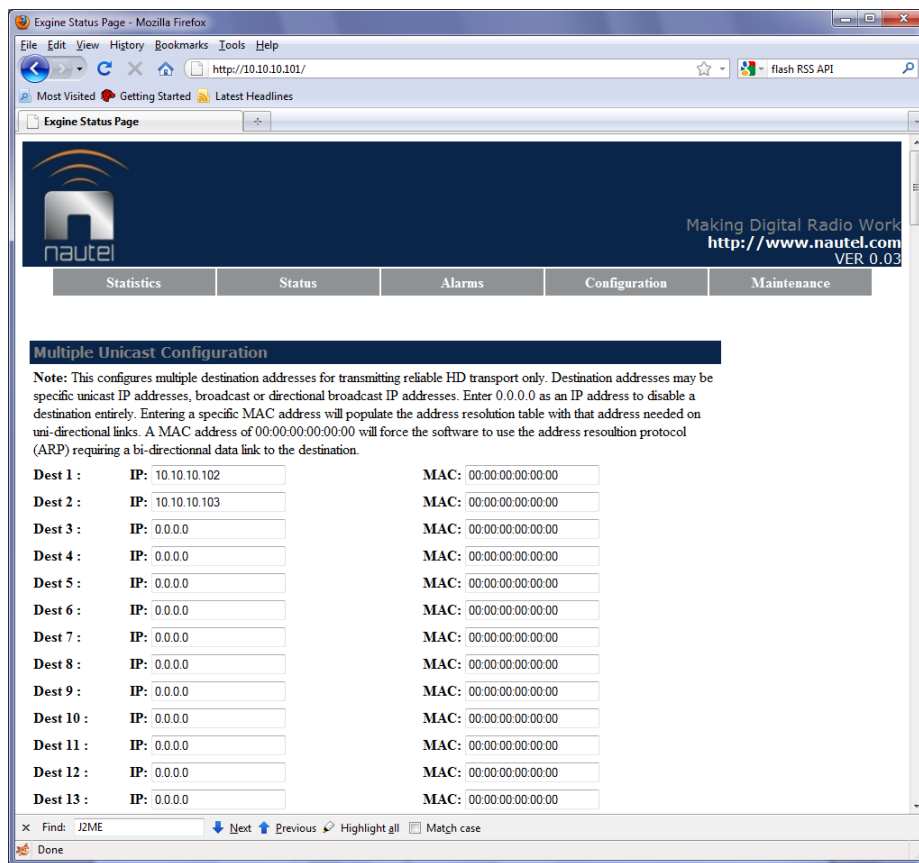 Exgine Status Page - Mozilla Firefox
File Edit View History Bookmarks Tools Help
http://10.10.10.101/
flash RSS API
Most Visited Getting Started Latest Headlines
Exgine Status Page
nautel
Making Digital Radio Work
http://www.nautel.com
VER 0.03
Statistics Status Alarms Configuration Maintenance
Multiple Unicast Configuration
Note: This configures multiple destination addresses for transmitting reliable HD transport only. Destination addresses may be
specific unicast IP addresses, broadcast or directional broadcast IP addresses. Enter 0.0.0.0 as an IP address to disable a
destination entirely. Entering a specific MAC address will populate the address resolution table with that address needed on
uni-directional links. A MAC address of 00:00:00:00:00:00 will force the software to use the address resoultion protocol
(ARP) requiring a bi-directionnal data link to the destination.
Dest 1 : IP: 10.10.10.102 MAC: 00:00:00:00:00:00
Dest 2 : IP: 10.10.10.103 MAC: 00:00:00:00:00:00
Dest 3 : IP: 0.0.0.0 MAC: 00:00:00:00:00:00
Dest 4 : IP: 0.0.0.0 MAC: 00:00:00:00:00:00
Dest 5 : IP: 0.0.0.0 MAC: 00:00:00:00:00:00
Dest 6 : IP: 0.0.0.0 MAC: 00:00:00:00:00:00
Dest 7 : IP: 0.0.0.0 MAC: 00:00:00:00:00:00
Dest 8 : IP: 0.0.0.0 MAC: 00:00:00:00:00:00
Dest 9 : IP: 0.0.0.0 MAC: 00:00:00:00:00:00
Dest 10 : IP: 0.0.0.0 MAC: 00:00:00:00:00:00
Dest 11 : IP: 0.0.0.0 MAC: 00:00:00:00:00:00
Dest 12 : IP: 0.0.0.0 MAC: 00:00:00:00:00:00
Dest 13 : IP: 0.0.0.0 MAC: 00:00:00:00:00:00
Find: J2ME Next Previous Highlight all Match case
Done